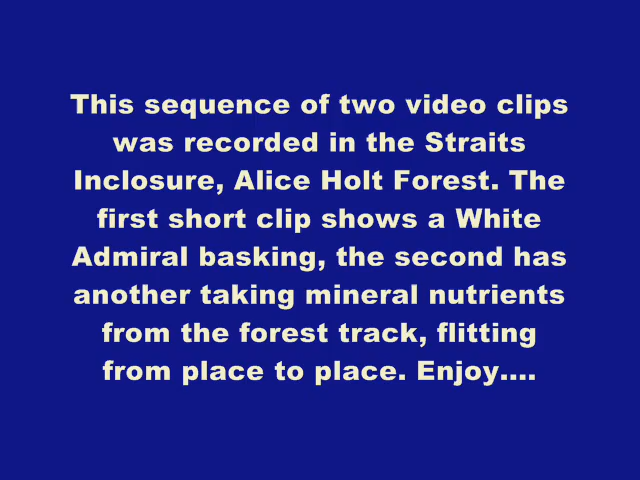 This sequence of two video clips
was recorded in the Straits
Inclosure, Alice Holt Forest. The
first short clip shows a White
Admiral basking, the second has
another taking mineral nutrients
from the forest track, flitting
from place to place. Enjoy....